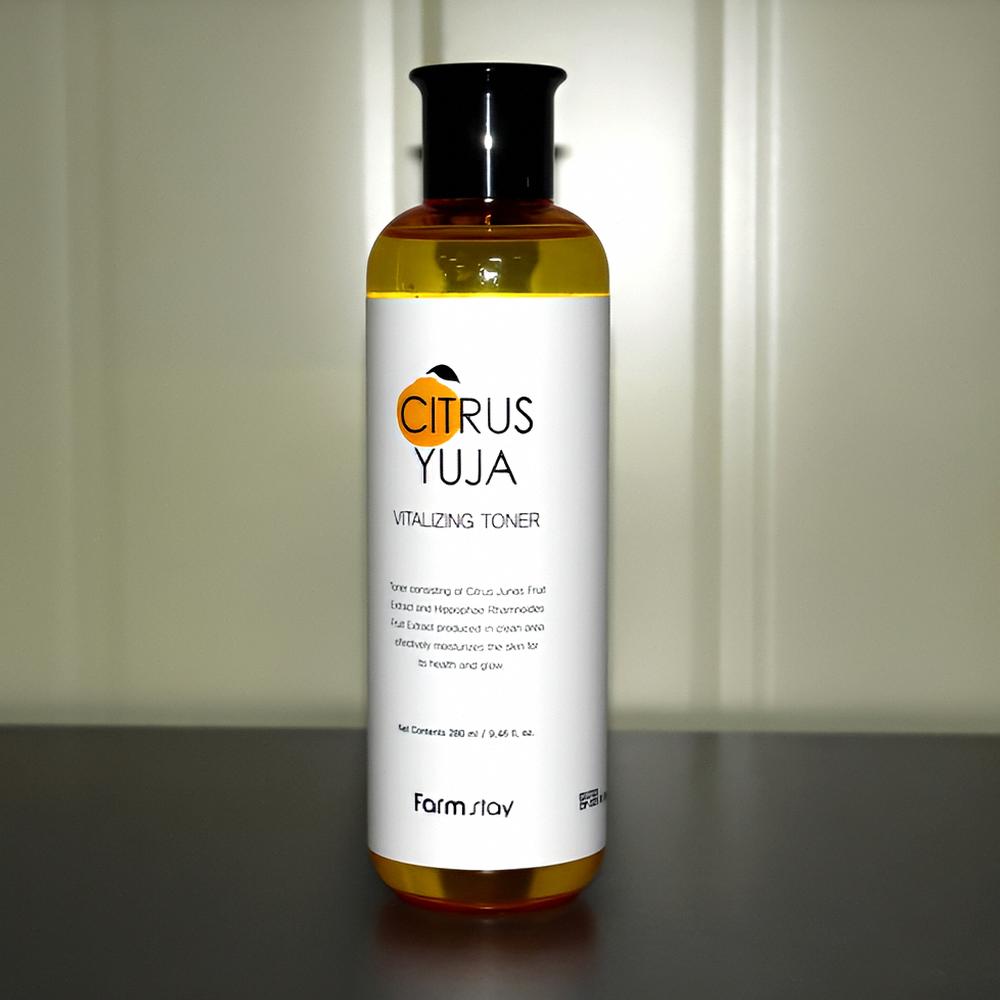 CITRUS
YUJA
VITALIZING TONER
Toner consisting of Citrus Junos Fruit
Extract and Hippophae Rhamnoides
Fruit Extract produced in clean area
effectively moisturizes the skin for
its health and glow
Net Contents 280 ml / 9.46 fl. oz.
Farmstay